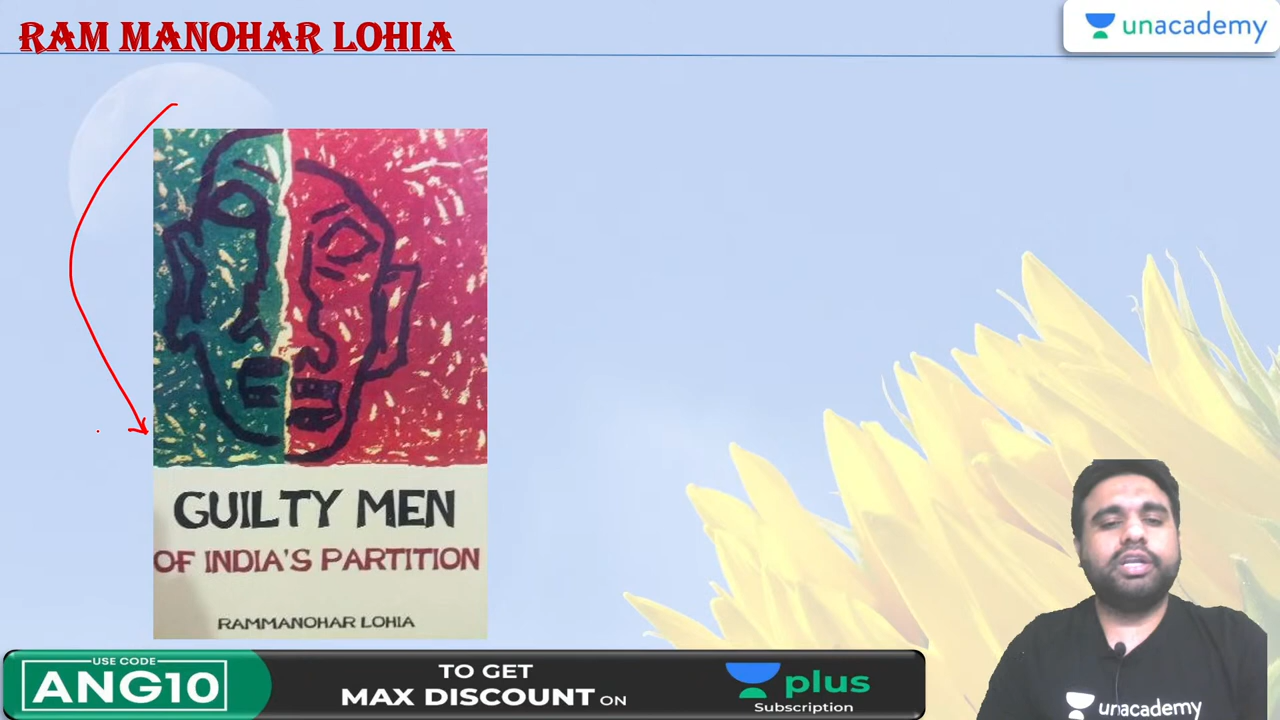 RAM MANOHAR LOHIA
unacademy
GUILTY MEN
OF INDIA'S PARTITION
RAMMANOHAR LOHIA
USE CODE
ANG10
TO GET
MAX DISCOUNT ON
plus
Subscription
unacademy